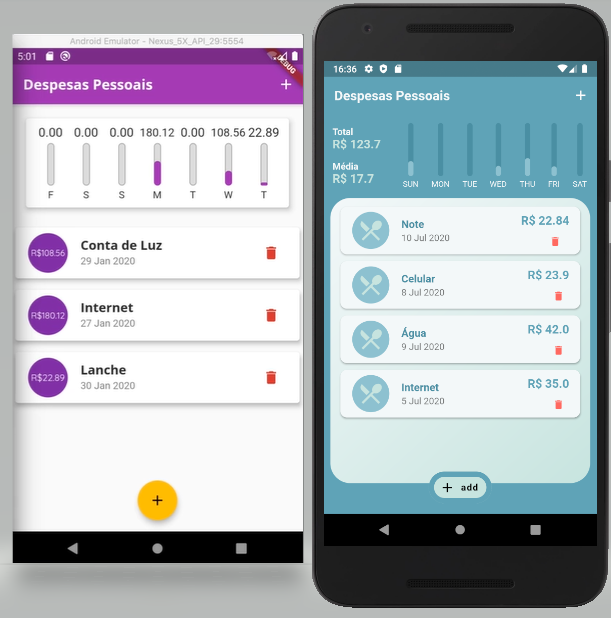 Android Emulator - Nexus_5X_API_29:5554
5:01
DEBUG
Despesas Pessoais
+
0.00 0.00 0.00 180.12 0.00 108.56 22.89
F S S M T W T
R$108.56
Conta de Luz
29 Jan 2020
R$180.12
Internet
27 Jan 2020
R$22.89
Lanche
30 Jan 2020
+
16:36
Despesas Pessoais
+
Total
R$ 123.7
Média
R$ 17.7
SUN MON TUE WED THU FRI SAT
Note
R$ 22.84
10 Jul 2020
Celular
R$ 23.9
8 Jul 2020
Água
R$ 42.0
9 Jul 2020
Internet
R$ 35.0
5 Jul 2020
+ add